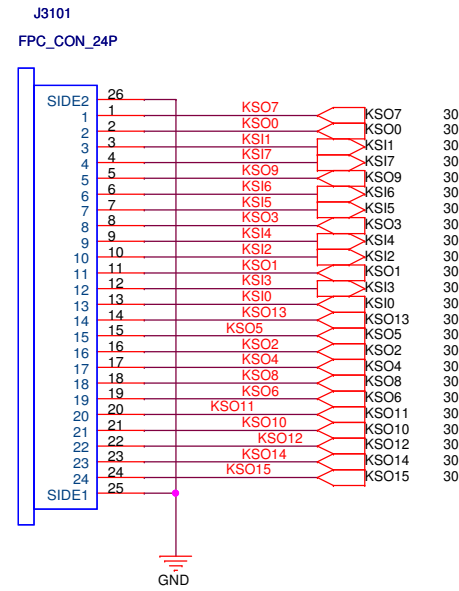 J3101
FPC_CON_24P
SIDE2 26
1 1 KSO7 KSO7 30
2 2 KSO0 KSO0 30
3 3 KSI1 KSI1 30
4 4 KSI7 KSI7 30
5 5 KSO9 KSO9 30
6 6 KSI6 KSI6 30
7 7 KSI5 KSI5 30
8 8 KSO3 KSO3 30
9 9 KSI4 KSI4 30
10 10 KSI2 KSI2 30
11 11 KSO1 KSO1 30
12 12 KSI3 KSI3 30
13 13 KSI0 KSI0 30
14 14 KSO13 KSO13 30
15 15 KSO5 KSO5 30
16 16 KSO2 KSO2 30
17 17 KSO4 KSO4 30
18 18 KSO8 KSO8 30
19 19 KSO6 KSO6 30
20 20 KSO11 KSO11 30
21 21 KSO10 KSO10 30
22 22 KSO12 KSO12 30
23 23 KSO14 KSO14 30
24 24 KSO15 KSO15 30
SIDE1 25
GND